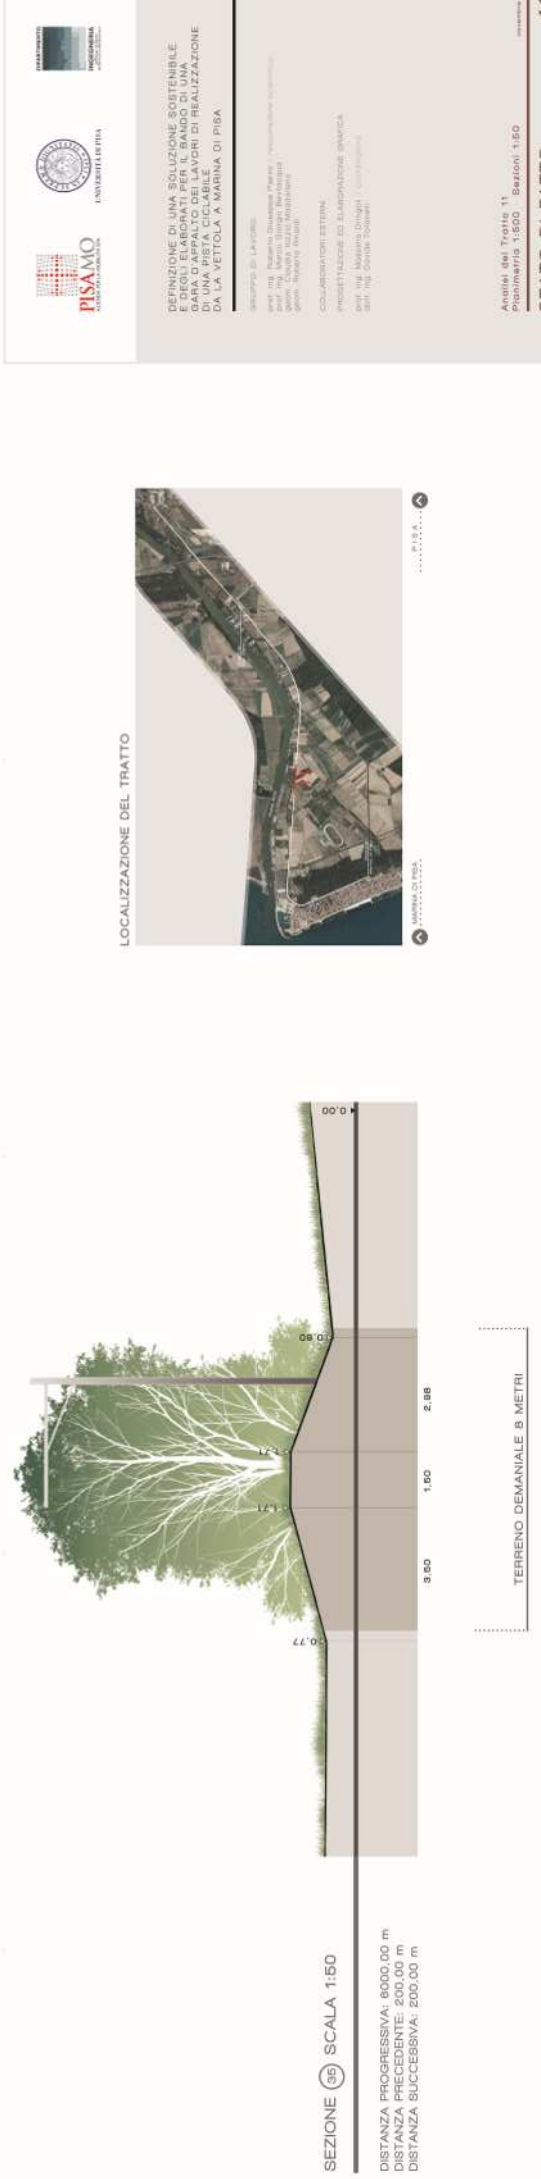 SEZIONE 35 SCALA 1:50
DISTANZA PROGRESSIVA: 6000,00 m
DISTANZA PRECEDENTE: 200,00 m
DISTANZA SUCCESSIVA: 200,00 m
0,77
1,71
1,71
0,60
0,00
3,50
1,50
2,98
TERRENO DEMANIALE 8 METRI
LOCALIZZAZIONE DEL TRATTO
MARINA DI PISA
PISA
PISAMO
UNIVERSITÀ DI PISA
DIPARTIMENTO
INGEGNERIA
DEFINIZIONE DI UNA SOLUZIONE SOSTENIBILE
E DEGLI ELABORATI PER IL BANDO DI UNA
GARA D'APPALTO DEI LAVORI DI REALIZZAZIONE
DI UNA PISTA CICLABILE
DA LA VETTOLA A MARINA DI PISA
GRUPPO DI LAVORO
COLLABORATORI ESTERNI
PROGETTAZIONE ED ELABORAZIONE GRAFICA
Analisi del Tratto 11
Planimetria 1:500 Sezioni 1:50
novembre